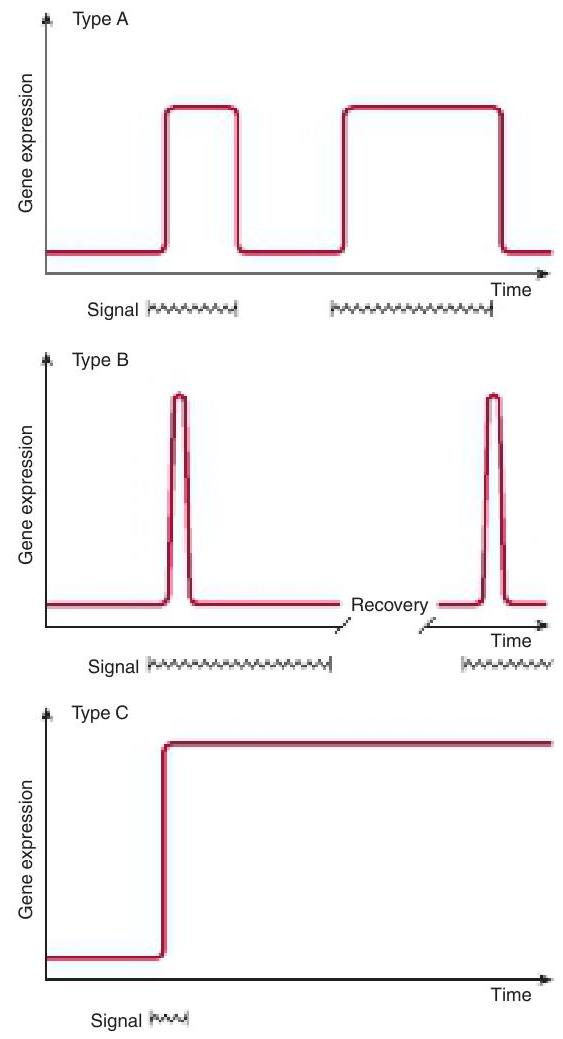 Type A
Gene expression
Time
Signal
Type B
Gene expression
Recovery
Time
Signal
Type C
Gene expression
Time
Signal